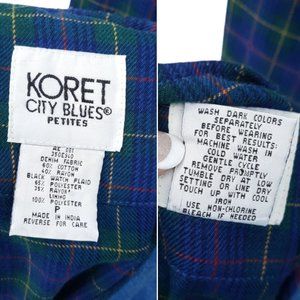 KORET
CITY BLUES®
PETITES
DENIM FABRIC
60% COTTON
40% RAYON
BLACK WATCH PLAID
65% POLYESTER
35% RAYON
LINING
100% POLYESTER
MADE IN INDIA
REVERSE FOR CARE
WASH DARK COLORS
SEPARATELY
BEFORE WEARING
FOR BEST RESULTS:
MACHINE WASH IN
COLD WATER
GENTLE CYCLE
REMOVE PROMPTLY
TUMBLE DRY AT LOW
SETTING OR LINE DRY
TOUCH UP WITH COOL
IRON
USE NON-CHLORINE
BLEACH IF NEEDED